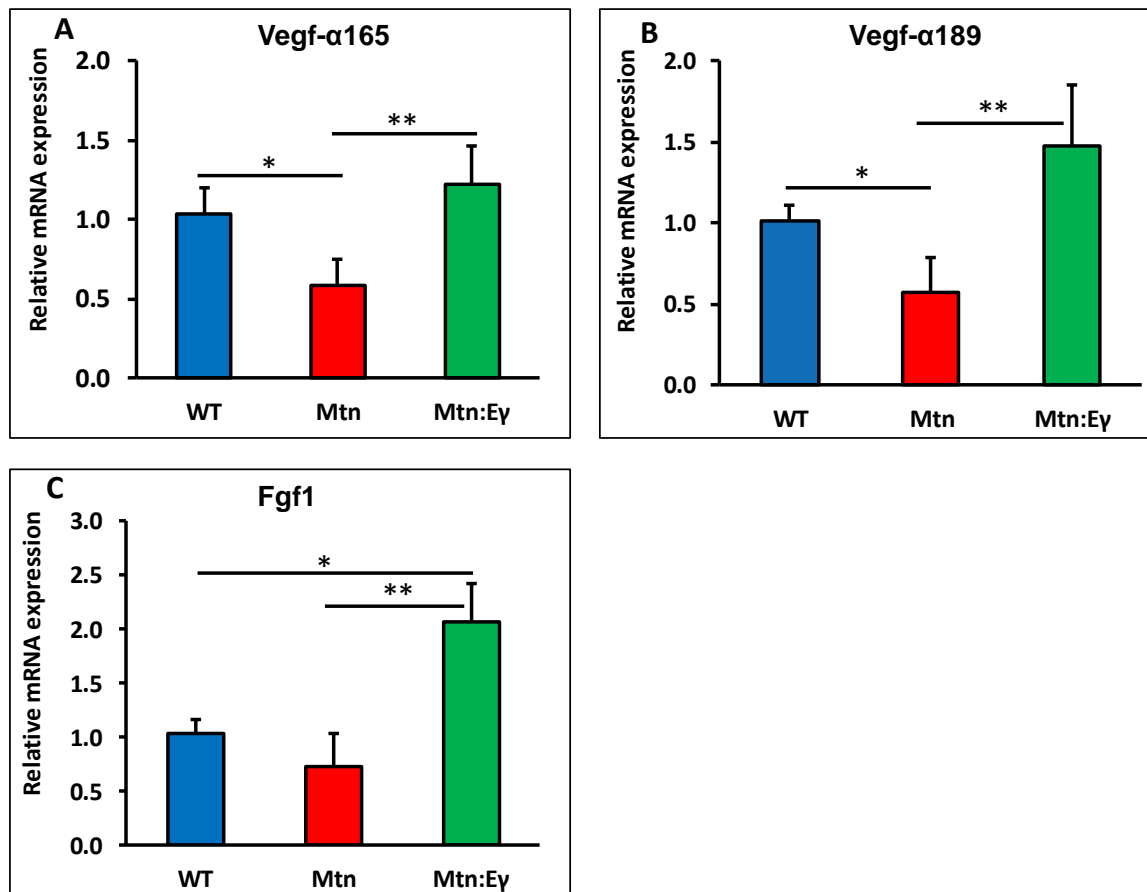 A
Vegf-α165
Relative mRNA expression
2.0
1.5
1.0
0.5
0.0
*
**
WT Mtn Mtn:Eγ
B
Vegf-α189
Relative mRNA expression
2.0
1.5
1.0
0.5
0.0
*
**
WT Mtn Mtn:Eγ
C
Fgf1
Relative mRNA expression
3.0
2.5
2.0
1.5
1.0
0.5
0.0
*
**
WT Mtn Mtn:Eγ